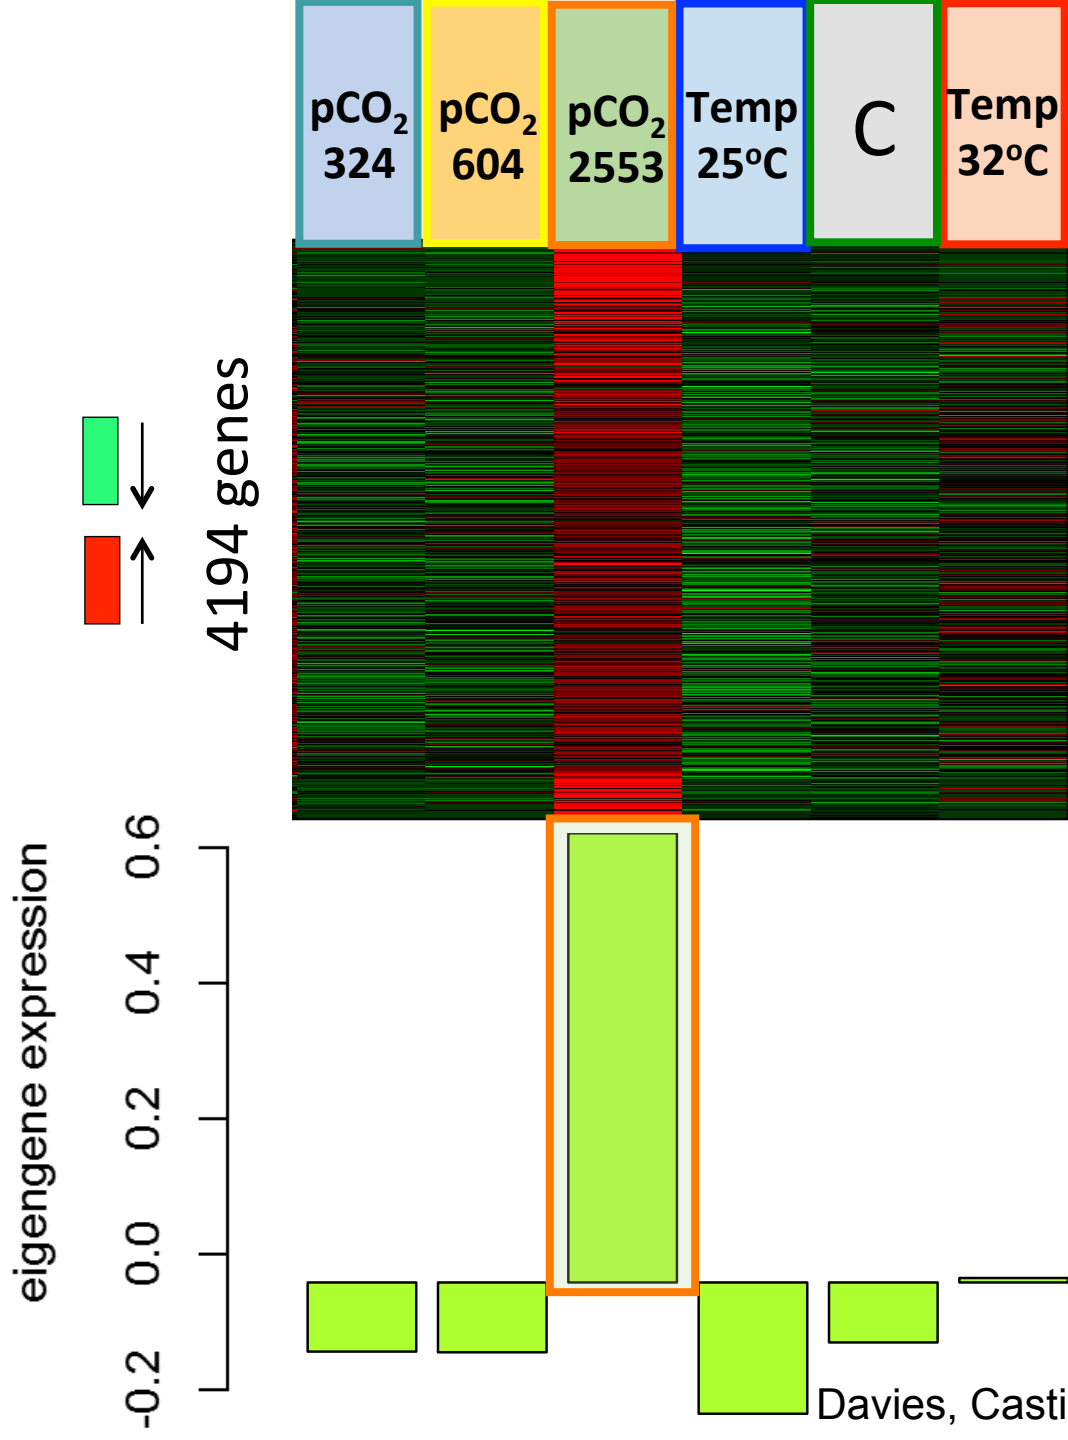 pCO₂
324
pCO₂
604
pCO₂
2553
Temp
25°C
C
Temp
32°C
4194 genes
eigengene expression
0.6
0.4
0.2
0.0
-0.2
Davies, Casti